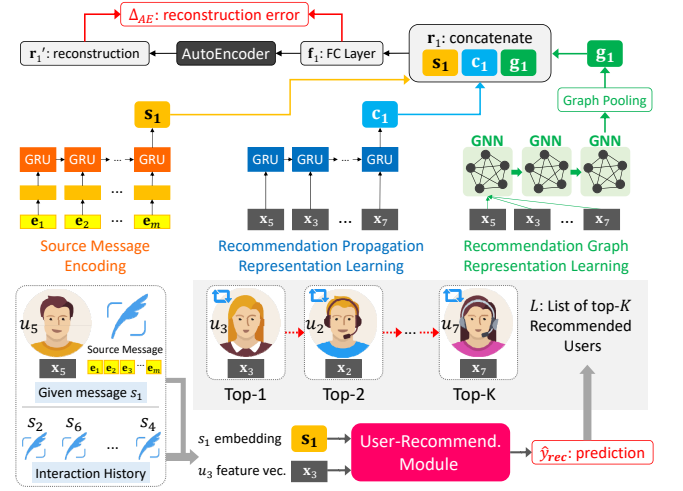 Δ_AE: reconstruction error
r₁′: reconstruction
AutoEncoder
f₁: FC Layer
r₁: concatenate
s₁ c₁ g₁
g₁
Graph Pooling
s₁
c₁
GNN GNN GNN
GRU GRU ... GRU
GRU GRU ... GRU
...
e₁ e₂ ... eₘ
x₅ x₃ ... x₇
x₅ x₃ ... x₇
Source Message
Encoding
Recommendation Propagation
Representation Learning
Recommendation Graph
Representation Learning
u₅
Source Message
x₅
e₁ e₂ e₃ ... eₘ
Given message s₁
s₂ s₆ s₄
...
Interaction History
u₃ u₂ ... u₇
x₃ x₂ x₇
Top-1 Top-2 ... Top-K
L: List of top-K
Recommended
Users
s₁ embedding
s₁
u₃ feature vec.
x₃
User-Recommend.
Module
ŷ_rec: prediction